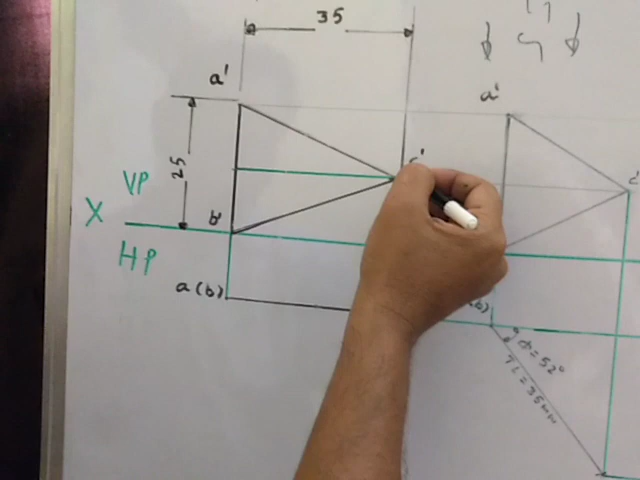 35
a'
a'
25
VP
c'
c'
X
b'
HP
a(b)
(b)
φ=52°
TL=35mm